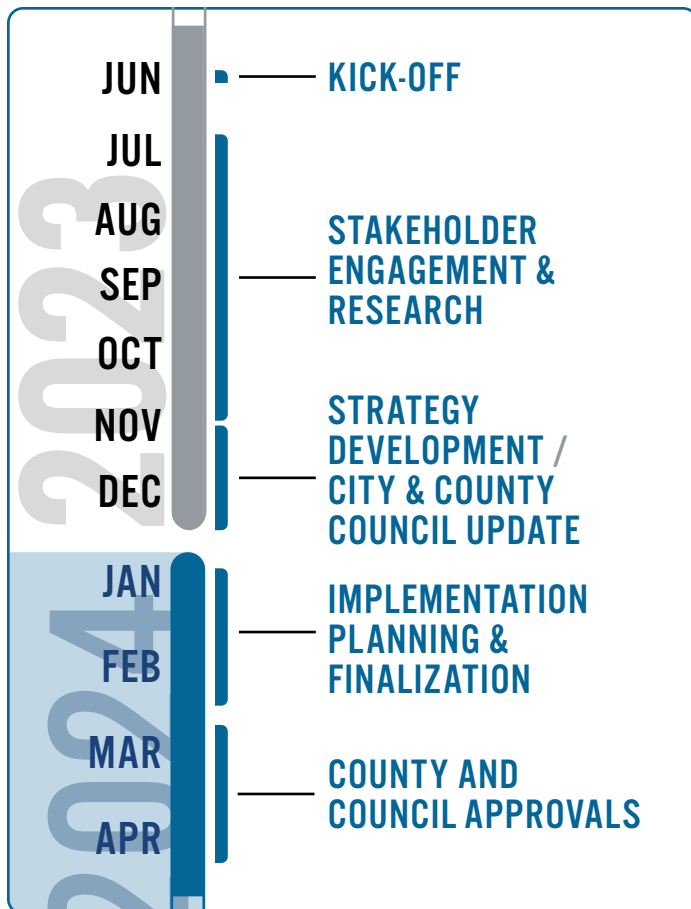 2023
JUN
KICK-OFF
JUL
AUG
SEP
OCT
STAKEHOLDER
ENGAGEMENT &
RESEARCH
NOV
DEC
STRATEGY
DEVELOPMENT /
CITY & COUNTY
COUNCIL UPDATE
2024
JAN
FEB
IMPLEMENTATION
PLANNING &
FINALIZATION
MAR
APR
COUNTY AND
COUNCIL APPROVALS